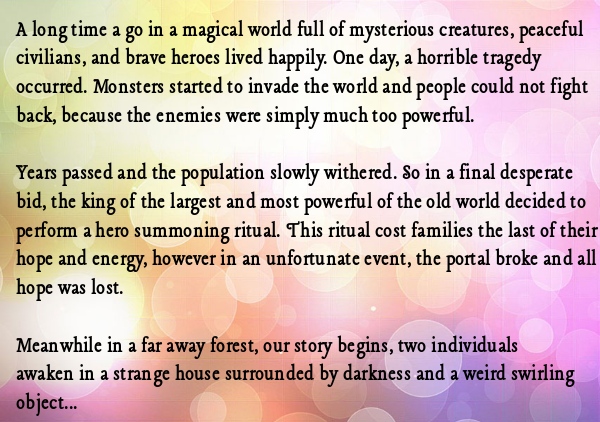 A long time a go in a magical world full of mysterious creatures, peaceful
civilians, and brave heroes lived happily. One day, a horrible tragedy
occurred. Monsters started to invade the world and people could not fight
back, because the enemies were simply much too powerful.
Years passed and the population slowly withered. So in a final desperate
bid, the king of the largest and most powerful of the old world decided to
perform a hero summoning ritual. This ritual cost families the last of their
hope and energy, however in an unfortunate event, the portal broke and all
hope was lost.
Meanwhile in a far away forest, our story begins, two individuals
awaken in a strange house surrounded by darkness and a weird swirling
object...